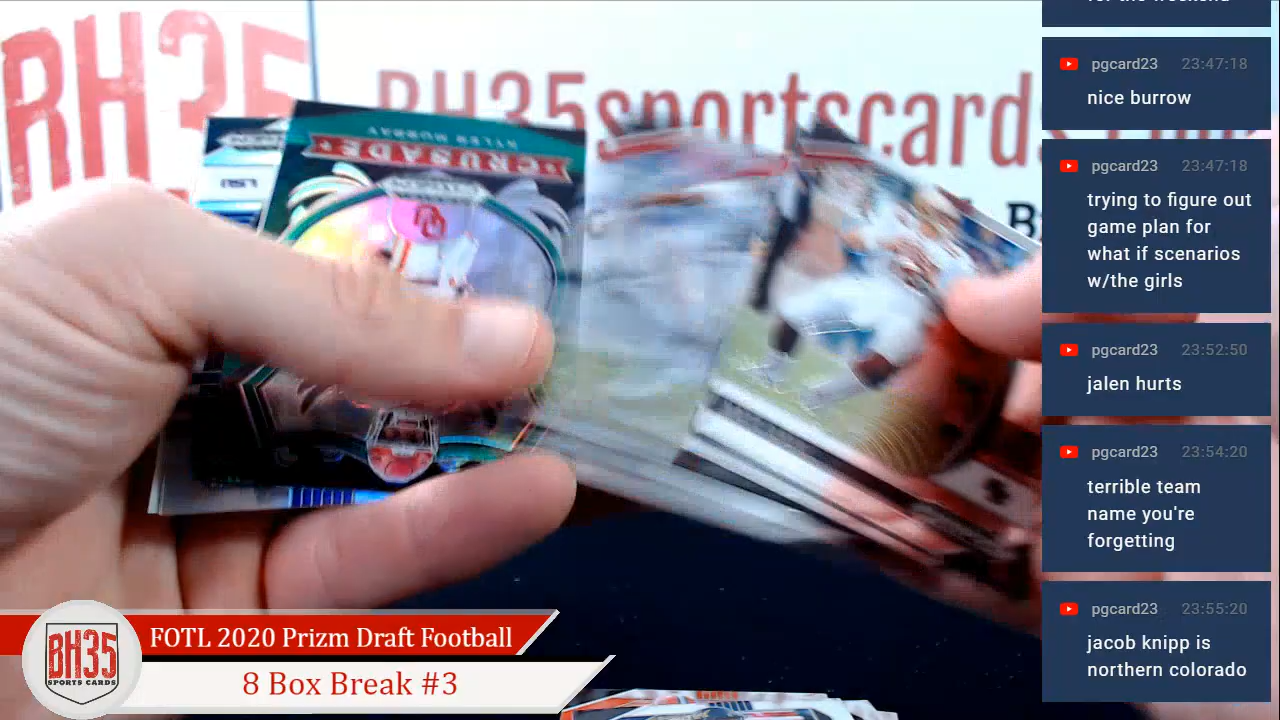 BH35
BH35sportscards
KYLER MURRAY
CRUSADE
PRIZM
nice burrow
pgcard23 23:47:18
pgcard23 23:47:18
trying to figure out
game plan for
what if scenarios
w/the girls
pgcard23 23:52:50
jalen hurts
pgcard23 23:54:20
terrible team
name you're
forgetting
pgcard23 23:55:20
jacob knipp is
northern colorado
BH35
SPORTS CARDS
FOTL 2020 Prizm Draft Football
8 Box Break #3